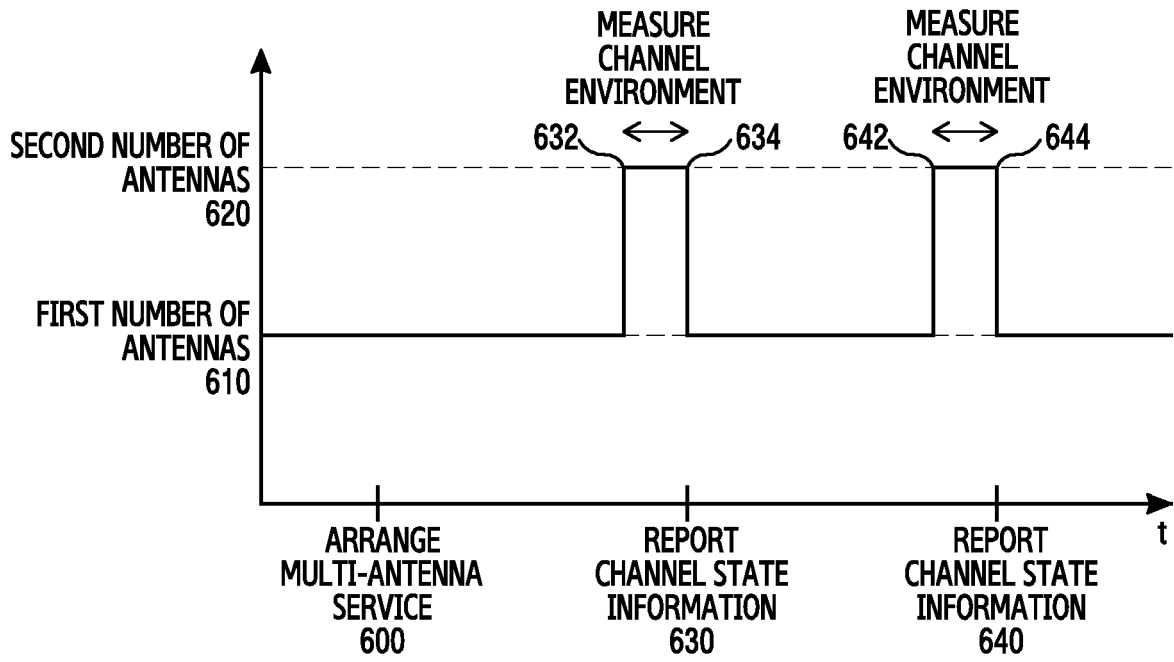 MEASURE
CHANNEL
ENVIRONMENT
MEASURE
CHANNEL
ENVIRONMENT
632
634
642
644
SECOND NUMBER OF
ANTENNAS
620
FIRST NUMBER OF
ANTENNAS
610
t
ARRANGE
MULTI-ANTENNA
SERVICE
600
REPORT
CHANNEL STATE
INFORMATION
630
REPORT
CHANNEL STATE
INFORMATION
640